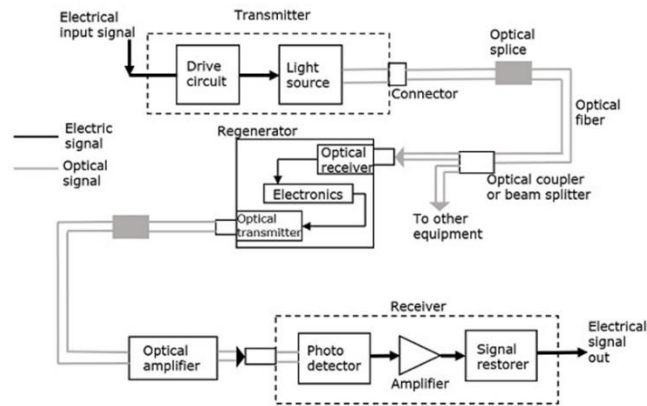 Electrical
input signal
Transmitter
Drive
circuit
Light
source
Connector
Optical
splice
Optical
fiber
Electric
signal
Optical
signal
Regenerator
Optical
receiver
Electronics
Optical
transmitter
Optical coupler
or beam splitter
To other
equipment
Receiver
Optical
amplifier
Photo
detector
Amplifier
Signal
restorer
Electrical
signal
out